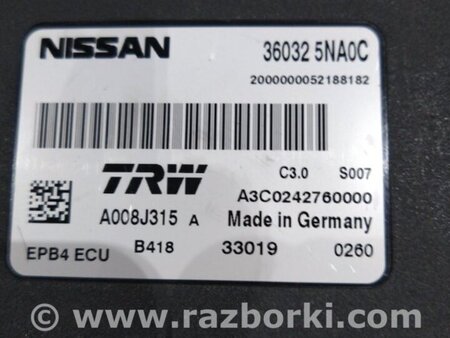 NISSAN 36032 5NA0C
2000000052188182
TRW C3.0 S007
A3C0242760000
A008J315 A Made in Germany
EPB4 ECU B418 33019 0260
© www.razborki.com